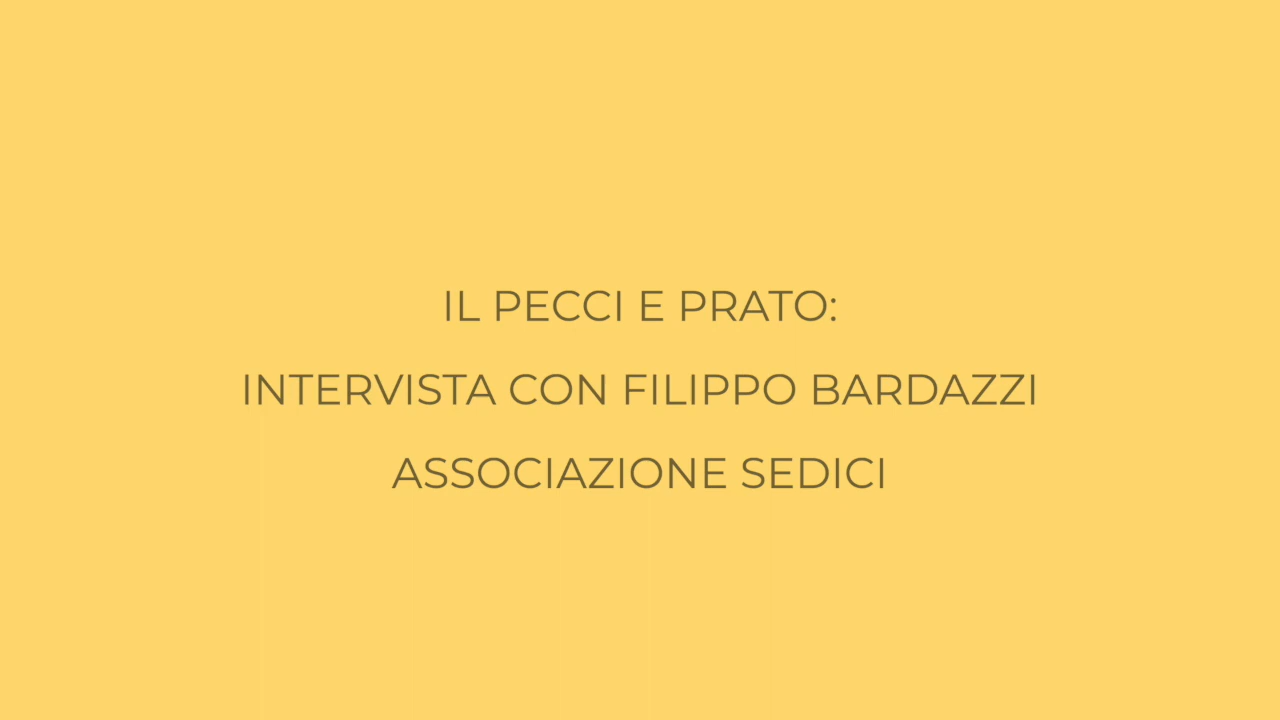 IL PECCI E PRATO:
INTERVISTA CON FILIPPO BARDAZZI
ASSOCIAZIONE SEDICI